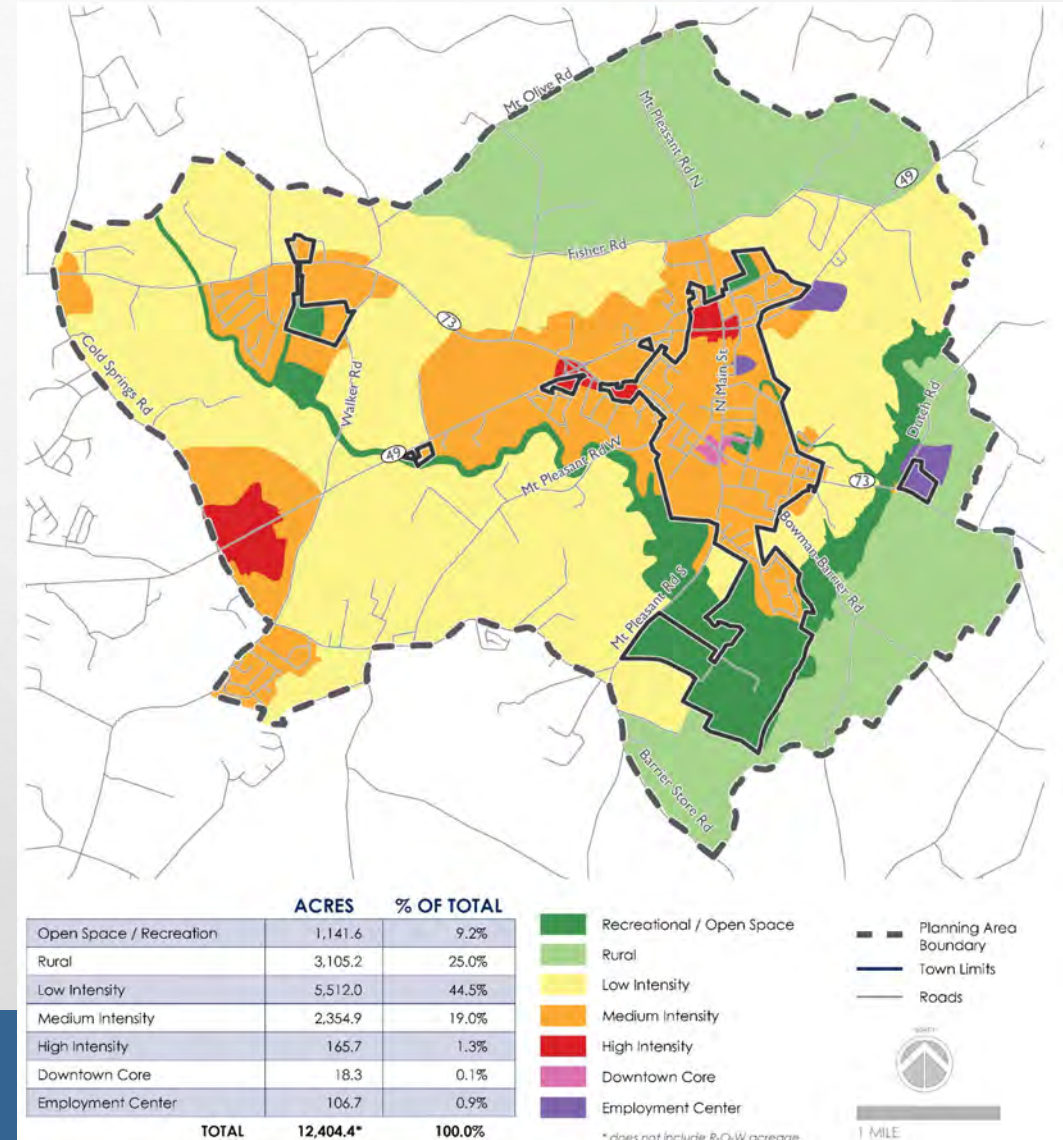 Mt Olive Rd
Mt Pleasant Rd N
49
Fisher Rd
73
Cold Springs Rd
Walker Rd
N Main St
Dutch Rd
49
Mt Pleasant Rd W
73
Bowman-Barrier Rd
Mt Pleasant Rd S
Barrier Store Rd
ACRES % OF TOTAL
Open Space / Recreation 1,141.6 9.2%
Rural 3,105.2 25.0%
Low Intensity 5,512.0 44.5%
Medium Intensity 2,354.9 19.0%
High Intensity 165.7 1.3%
Downtown Core 18.3 0.1%
Employment Center 106.7 0.9%
TOTAL 12,404.4* 100.0%
Recreational / Open Space
Rural
Low Intensity
Medium Intensity
High Intensity
Downtown Core
Employment Center
* does not include R-O-W acreage
Planning Area
Boundary
Town Limits
Roads
1 MILE